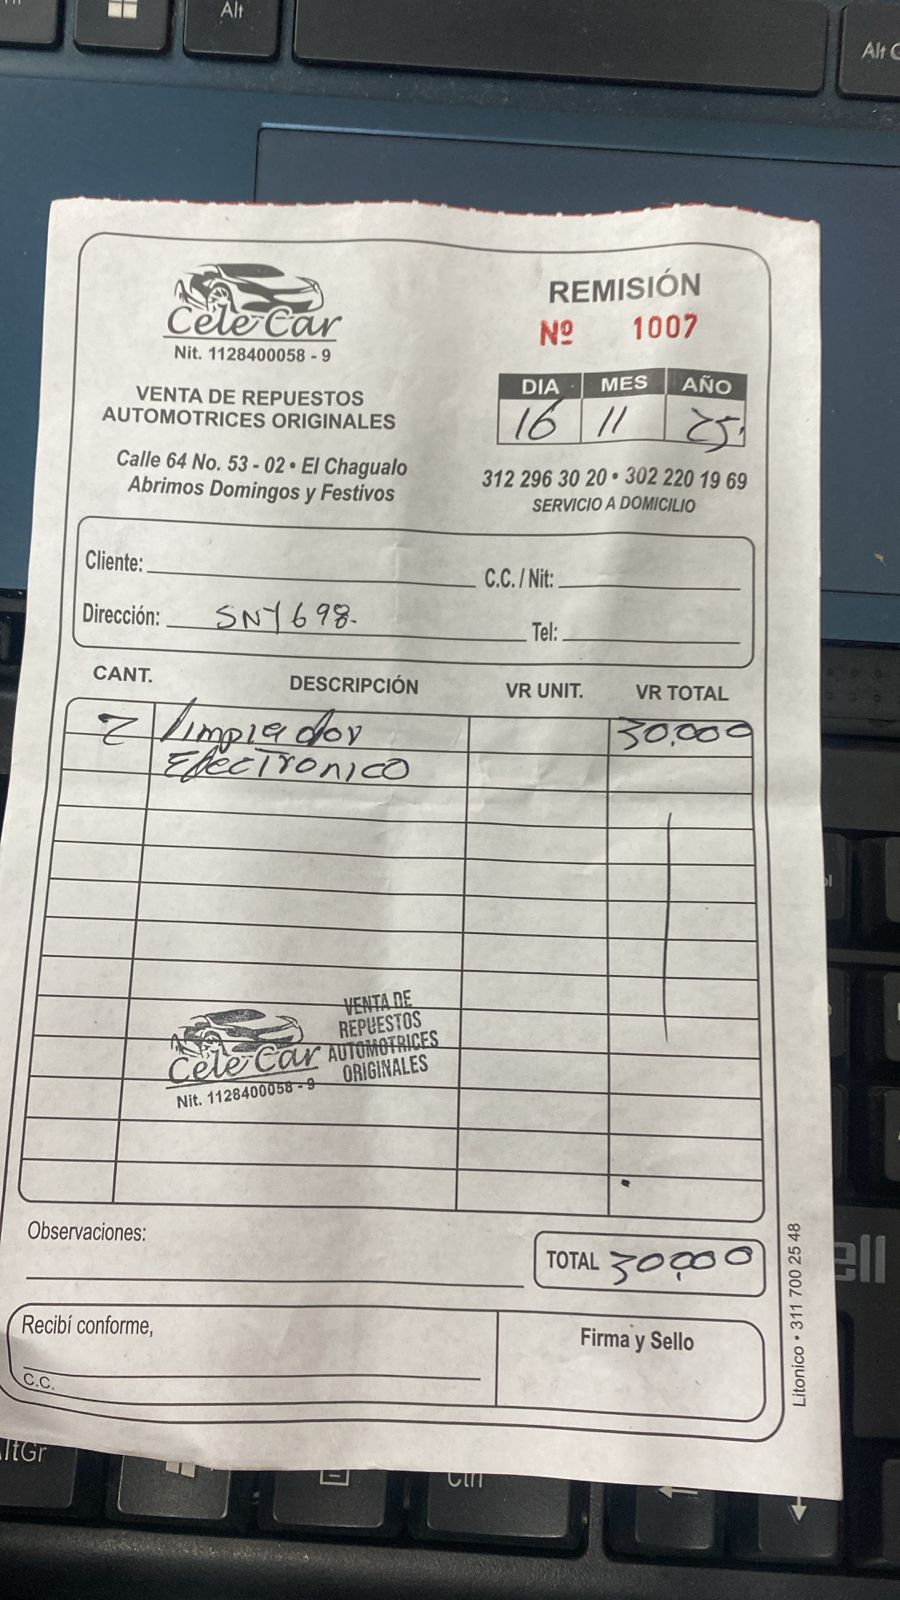 Alt
Alt G
Cele Car
Nit. 1128400058 - 9
VENTA DE REPUESTOS
AUTOMOTRICES ORIGINALES
Calle 64 No. 53 - 02 • El Chagualo
Abrimos Domingos y Festivos
REMISIÓN
Nº 1007
DIA MES AÑO
16 11 25
312 296 30 20 • 302 220 19 69
SERVICIO A DOMICILIO
Cliente:
C.C. / Nit:
Dirección: SNY698-
Tel:
CANT. DESCRIPCIÓN VR UNIT. VR TOTAL
2 limpiador 30.000
Electronico
Cele Car
Nit. 1128400058 - 9
VENTA DE
REPUESTOS
AUTOMOTRICES
ORIGINALES
Observaciones:
TOTAL 30.000
Recibí conforme,
C.C.
Firma y Sello
Litonico • 311 700 25 48
ell
ltGr
Ctrl